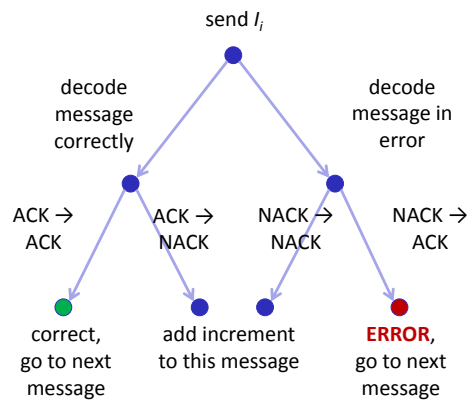 send Iᵢ
decode
message
correctly
decode
message in
error
ACK →
ACK
ACK →
NACK
NACK →
NACK
NACK →
ACK
correct,
go to next
message
add increment
to this message
ERROR,
go to next
message